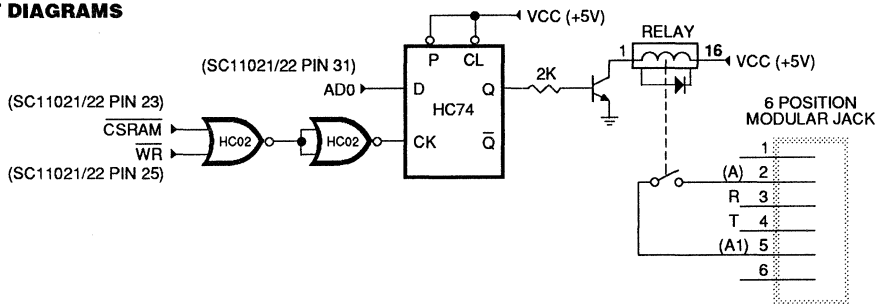 DIAGRAMS
VCC (+5V)
RELAY
1
16
VCC (+5V)
(SC11021/22 PIN 31)
P
CL
AD0
D
Q
2K
HC74
(SC11021/22 PIN 23)
CSRAM
HC02
HC02
CK
Q
WR
(SC11021/22 PIN 25)
6 POSITION
MODULAR JACK
1
(A) 2
R 3
T 4
(A1) 5
6